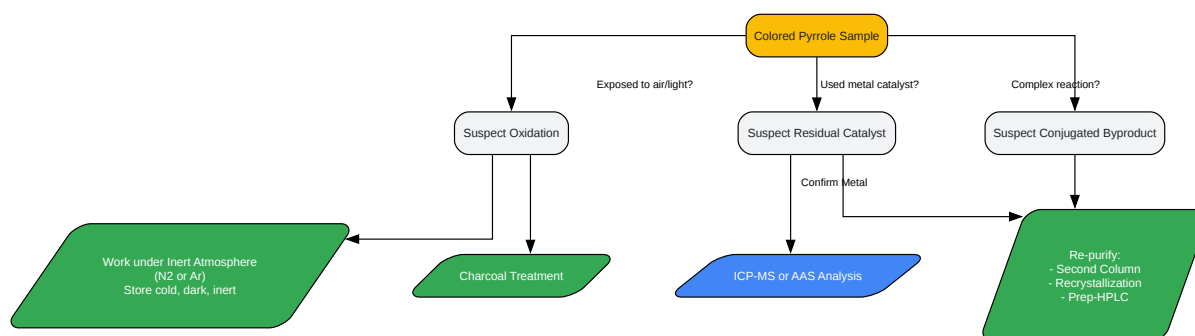 Colored Pyrrole Sample
Exposed to air/light?
Used metal catalyst?
Complex reaction?
Suspect Oxidation
Suspect Residual Catalyst
Suspect Conjugated Byproduct
Confirm Metal
Work under Inert Atmosphere
(N2 or Ar)
Store cold, dark, inert
Charcoal Treatment
ICP-MS or AAS Analysis
Re-purify:
- Second Column
- Recrystallization
- Prep-HPLC